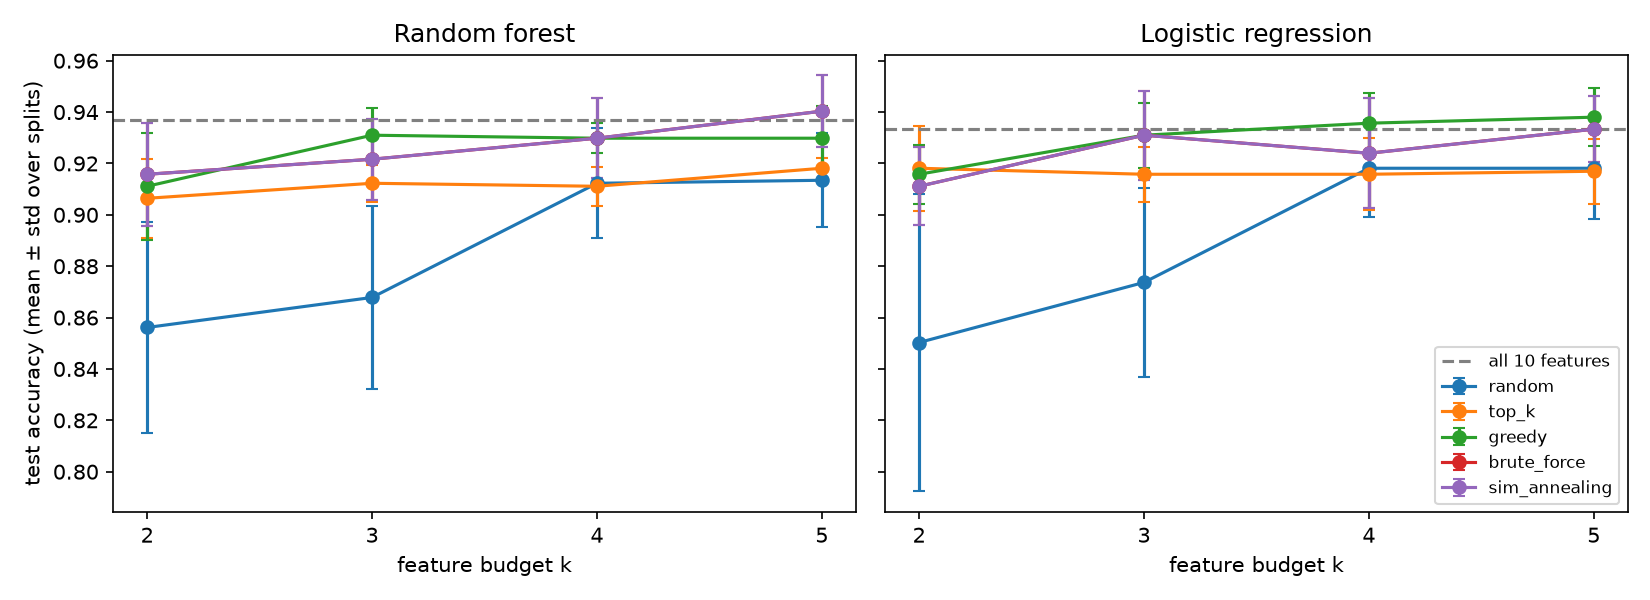 Random forest
Logistic regression
test accuracy (mean ± std over splits)
0.96
0.94
0.92
0.90
0.88
0.86
0.84
0.82
0.80
2 3 4 5
feature budget k
2 3 4 5
feature budget k
all 10 features
random
top_k
greedy
brute_force
sim_annealing